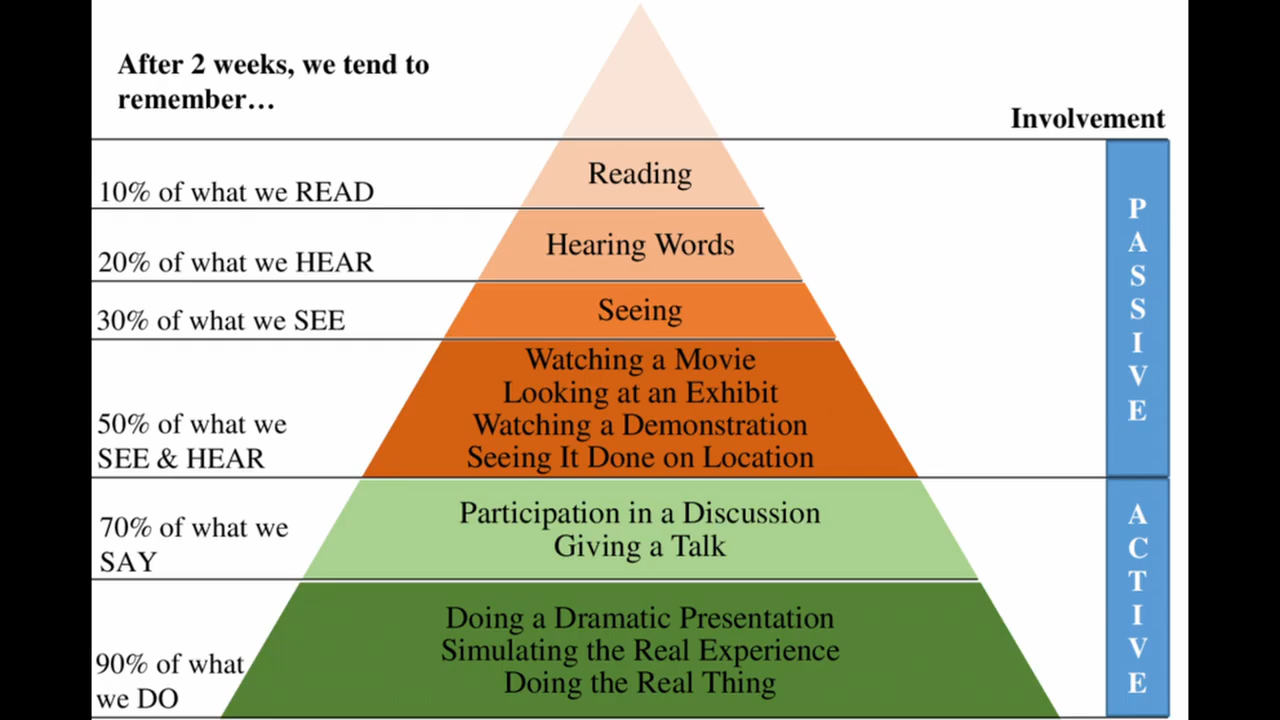 After 2 weeks, we tend to
remember…
Involvement
10% of what we READ
Reading
20% of what we HEAR
Hearing Words
30% of what we SEE
Seeing
50% of what we
SEE & HEAR
Watching a Movie
Looking at an Exhibit
Watching a Demonstration
Seeing It Done on Location
PASSIVE
70% of what we
SAY
Participation in a Discussion
Giving a Talk
90% of what
we DO
Doing a Dramatic Presentation
Simulating the Real Experience
Doing the Real Thing
ACTIVE